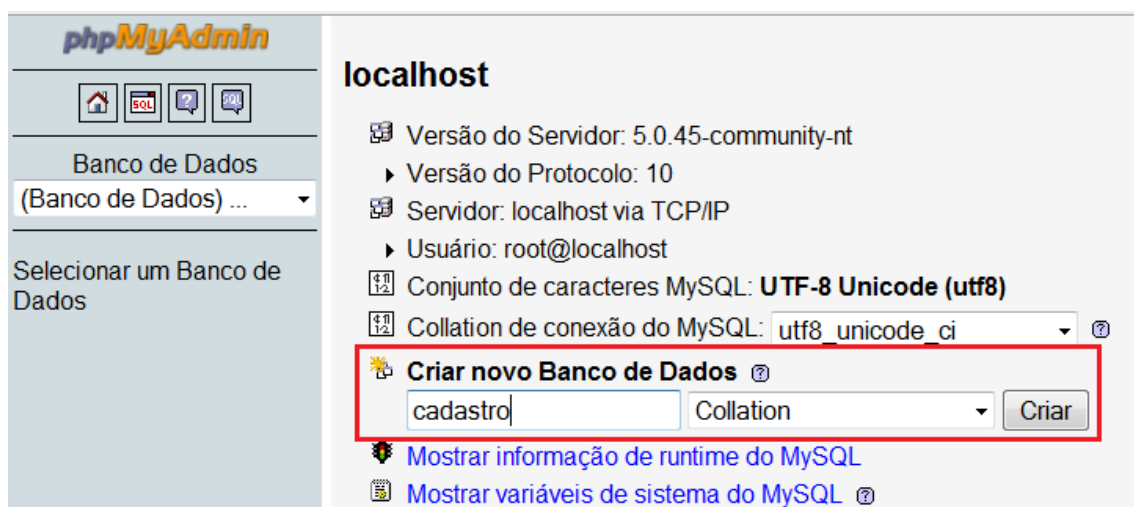 phpMyAdmin
SQL
SQL
Banco de Dados
(Banco de Dados) ...
Selecionar um Banco de
Dados
localhost
Versão do Servidor: 5.0.45-community-nt
Versão do Protocolo: 10
Servidor: localhost via TCP/IP
Usuário: root@localhost
Conjunto de caracteres MySQL: UTF-8 Unicode (utf8)
Collation de conexão do MySQL: utf8_unicode_ci
Criar novo Banco de Dados
cadastro Collation Criar
Mostrar informação de runtime do MySQL
Mostrar variáveis de sistema do MySQL